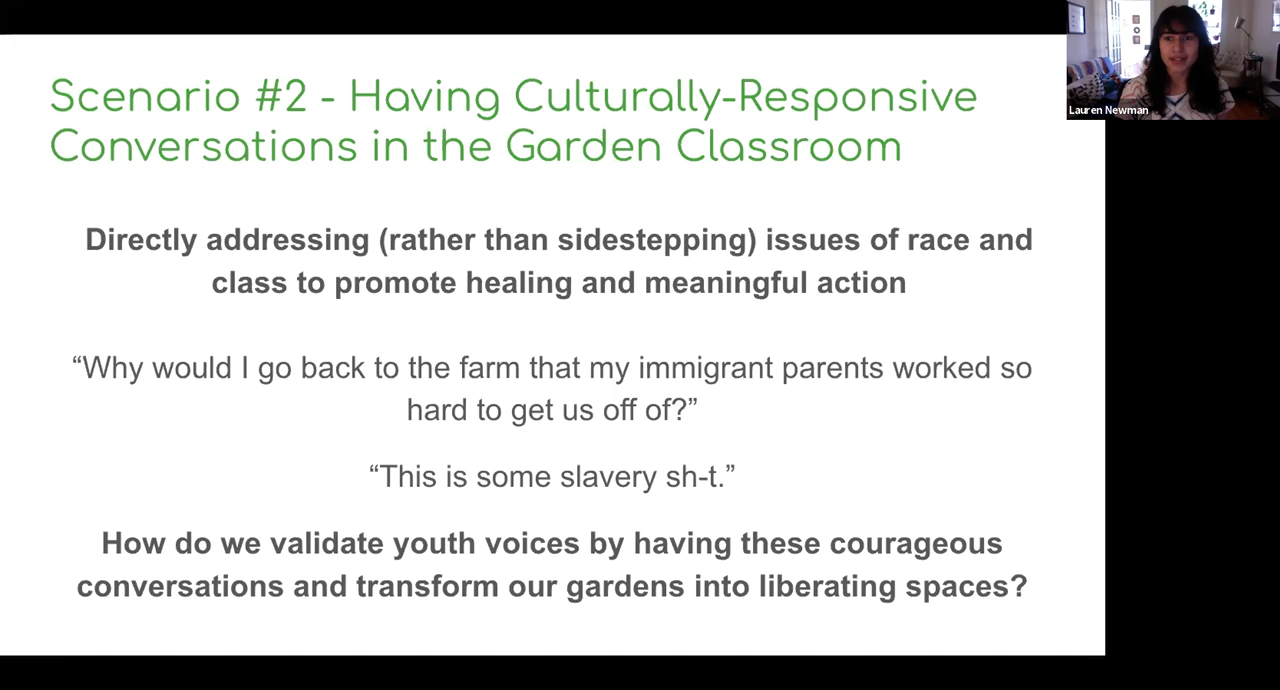 Scenario #2 - Having Culturally-Responsive
Conversations in the Garden Classroom
Lauren Newman
Directly addressing (rather than sidestepping) issues of race and
class to promote healing and meaningful action
“Why would I go back to the farm that my immigrant parents worked so
hard to get us off of?”
“This is some slavery sh-t.”
How do we validate youth voices by having these courageous
conversations and transform our gardens into liberating spaces?